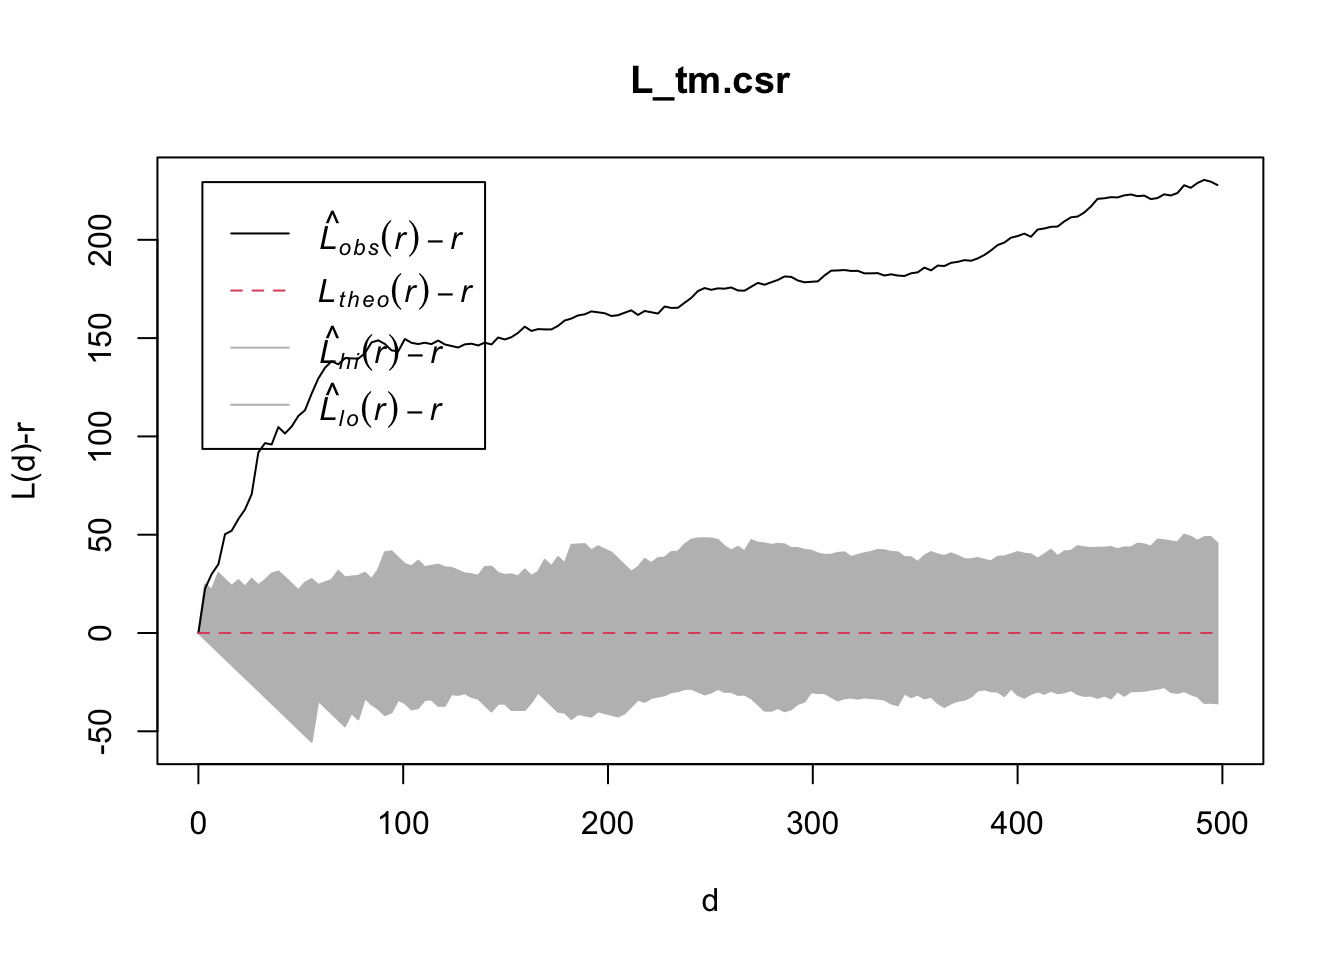 L_tm.csr
L̂obs(r) − r
Ltheo(r) − r
L̂hi(r) − r
L̂lo(r) − r
L(d)-r
200
150
100
50
0
-50
0 100 200 300 400 500
d